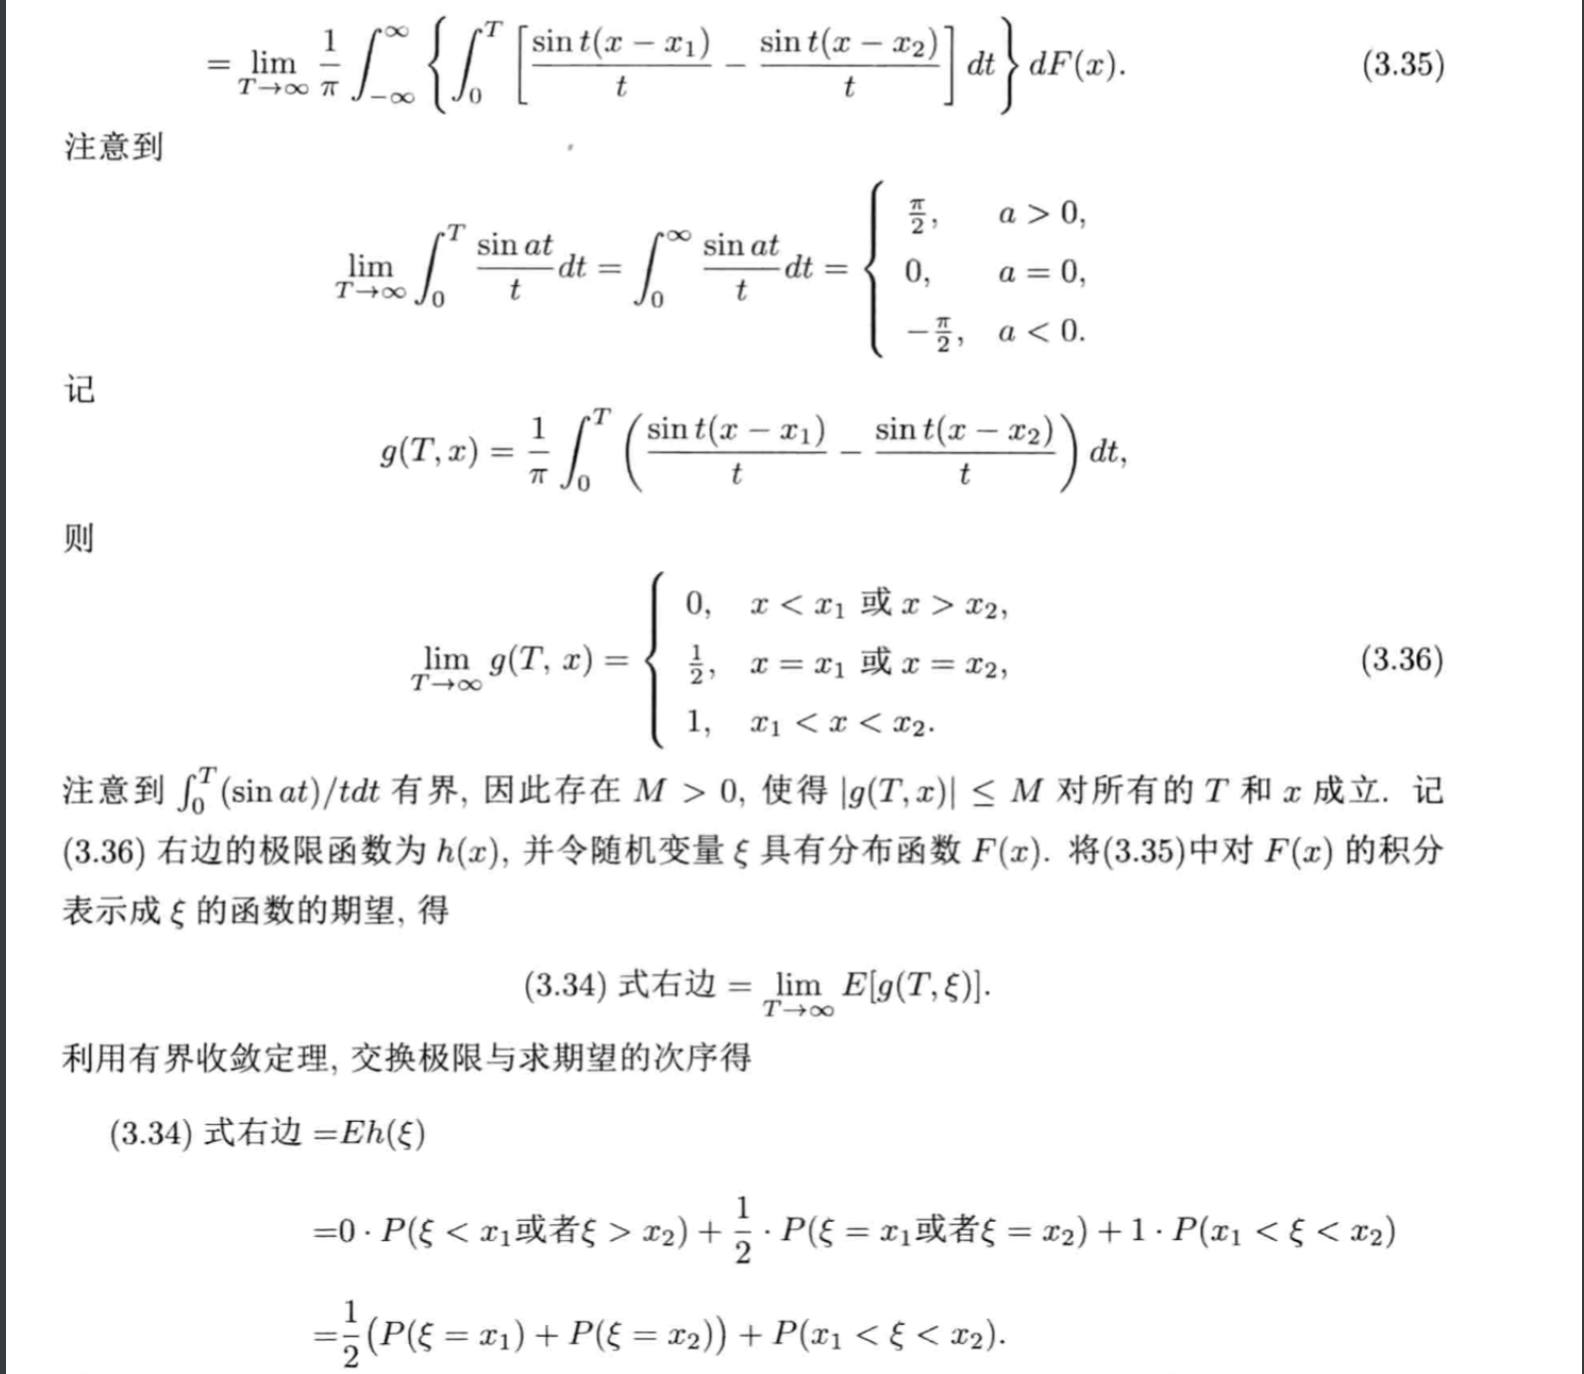 $= \lim_{T\to\infty} \frac{1}{\pi} \int_{-\infty}^{\infty} \left\{ \int_0^T \left[ \frac{\sin t(x-x_1)}{t} - \frac{\sin t(x-x_2)}{t} \right] dt \right\} dF(x).$ (3.35)
注意到
$\lim_{T\to\infty} \int_0^T \frac{\sin at}{t} dt = \int_0^\infty \frac{\sin at}{t} dt = \begin{cases} \frac{\pi}{2}, & a > 0, \\ 0, & a = 0, \\ -\frac{\pi}{2}, & a < 0. \end{cases}$
记
$g(T, x) = \frac{1}{\pi} \int_0^T \left( \frac{\sin t(x-x_1)}{t} - \frac{\sin t(x-x_2)}{t} \right) dt,$
则
$\lim_{T\to\infty} g(T, x) = \begin{cases} 0, & x < x_1 \text{ 或 } x > x_2, \\ \frac{1}{2}, & x = x_1 \text{ 或 } x = x_2, \\ 1, & x_1 < x < x_2. \end{cases}$ (3.36)
注意到 $\int_0^T (\sin at)/t dt$ 有界, 因此存在 $M > 0$, 使得 $|g(T, x)| \leq M$ 对所有的 $T$ 和 $x$ 成立. 记
(3.36) 右边的极限函数为 $h(x)$, 并令随机变量 $\xi$ 具有分布函数 $F(x)$. 将(3.35)中对 $F(x)$ 的积分
表示成 $\xi$ 的函数的期望, 得
(3.34) 式右边 $= \lim_{T\to\infty} E[g(T, \xi)].$
利用有界收敛定理, 交换极限与求期望的次序得
(3.34) 式右边 $= Eh(\xi)$
$= 0 \cdot P(\xi < x_1 \text{或者} \xi > x_2) + \frac{1}{2} \cdot P(\xi = x_1 \text{或者} \xi = x_2) + 1 \cdot P(x_1 < \xi < x_2)$
$= \frac{1}{2} \big( P(\xi = x_1) + P(\xi = x_2) \big) + P(x_1 < \xi < x_2).$